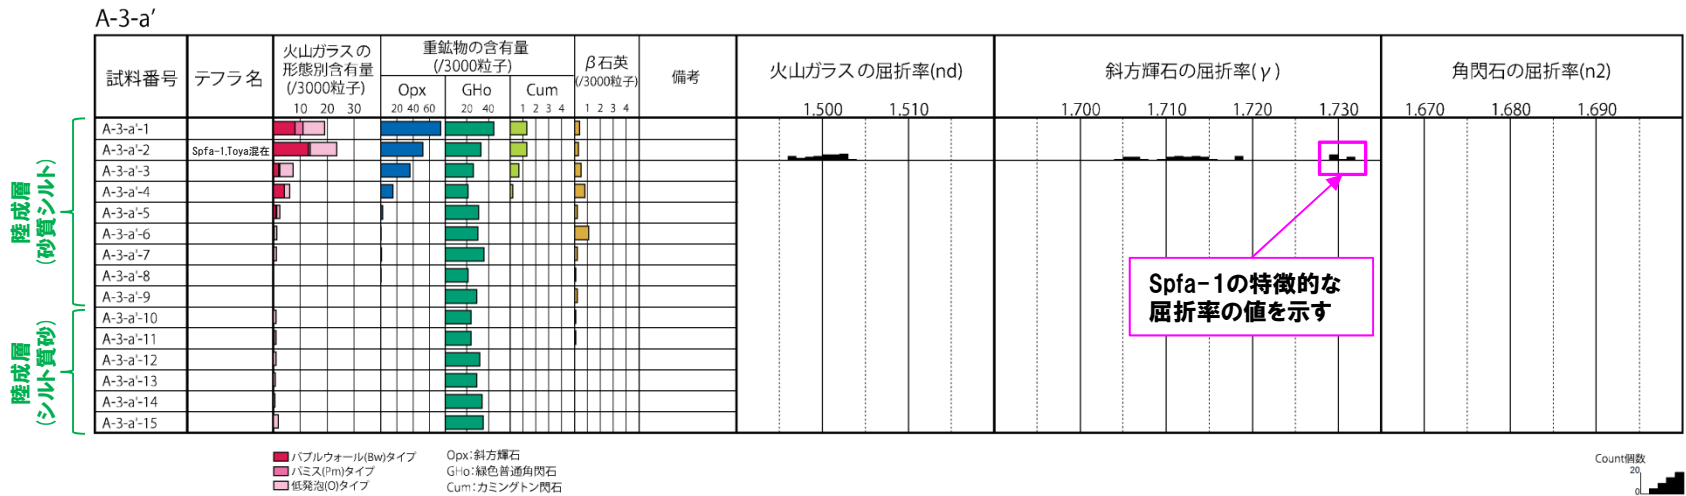 A-3-a'
試料番号
テフラ名
火山ガラスの
形態別含有量
(/3000粒子)
10 20 30
重鉱物の含有量
(/3000粒子)
Opx
20 40 60
GHo
20 40
Cum
1 2 3 4
β石英
(/3000粒子)
1 2 3 4
備考
火山ガラスの屈折率(nd)
1,500 1,510
斜方輝石の屈折率(γ)
1,700 1,710 1,720 1,730
角閃石の屈折率(n2)
1,670 1,680 1,690
A-3-a'-1
A-3-a'-2 Spfa-1,Toya混在
A-3-a'-3
A-3-a'-4
A-3-a'-5
A-3-a'-6
A-3-a'-7
A-3-a'-8
A-3-a'-9
A-3-a'-10
A-3-a'-11
A-3-a'-12
A-3-a'-13
A-3-a'-14
A-3-a'-15
陸成層
(砂質シルト)
陸成層
(シルト質砂)
Spfa-1の特徴的な
屈折率の値を示す
バブルウォール(Bw)タイプ
パミス(Pm)タイプ
低発泡(O)タイプ
Opx:斜方輝石
GHo:緑色普通角閃石
Cum:カミングトン閃石
Count個数
20
0